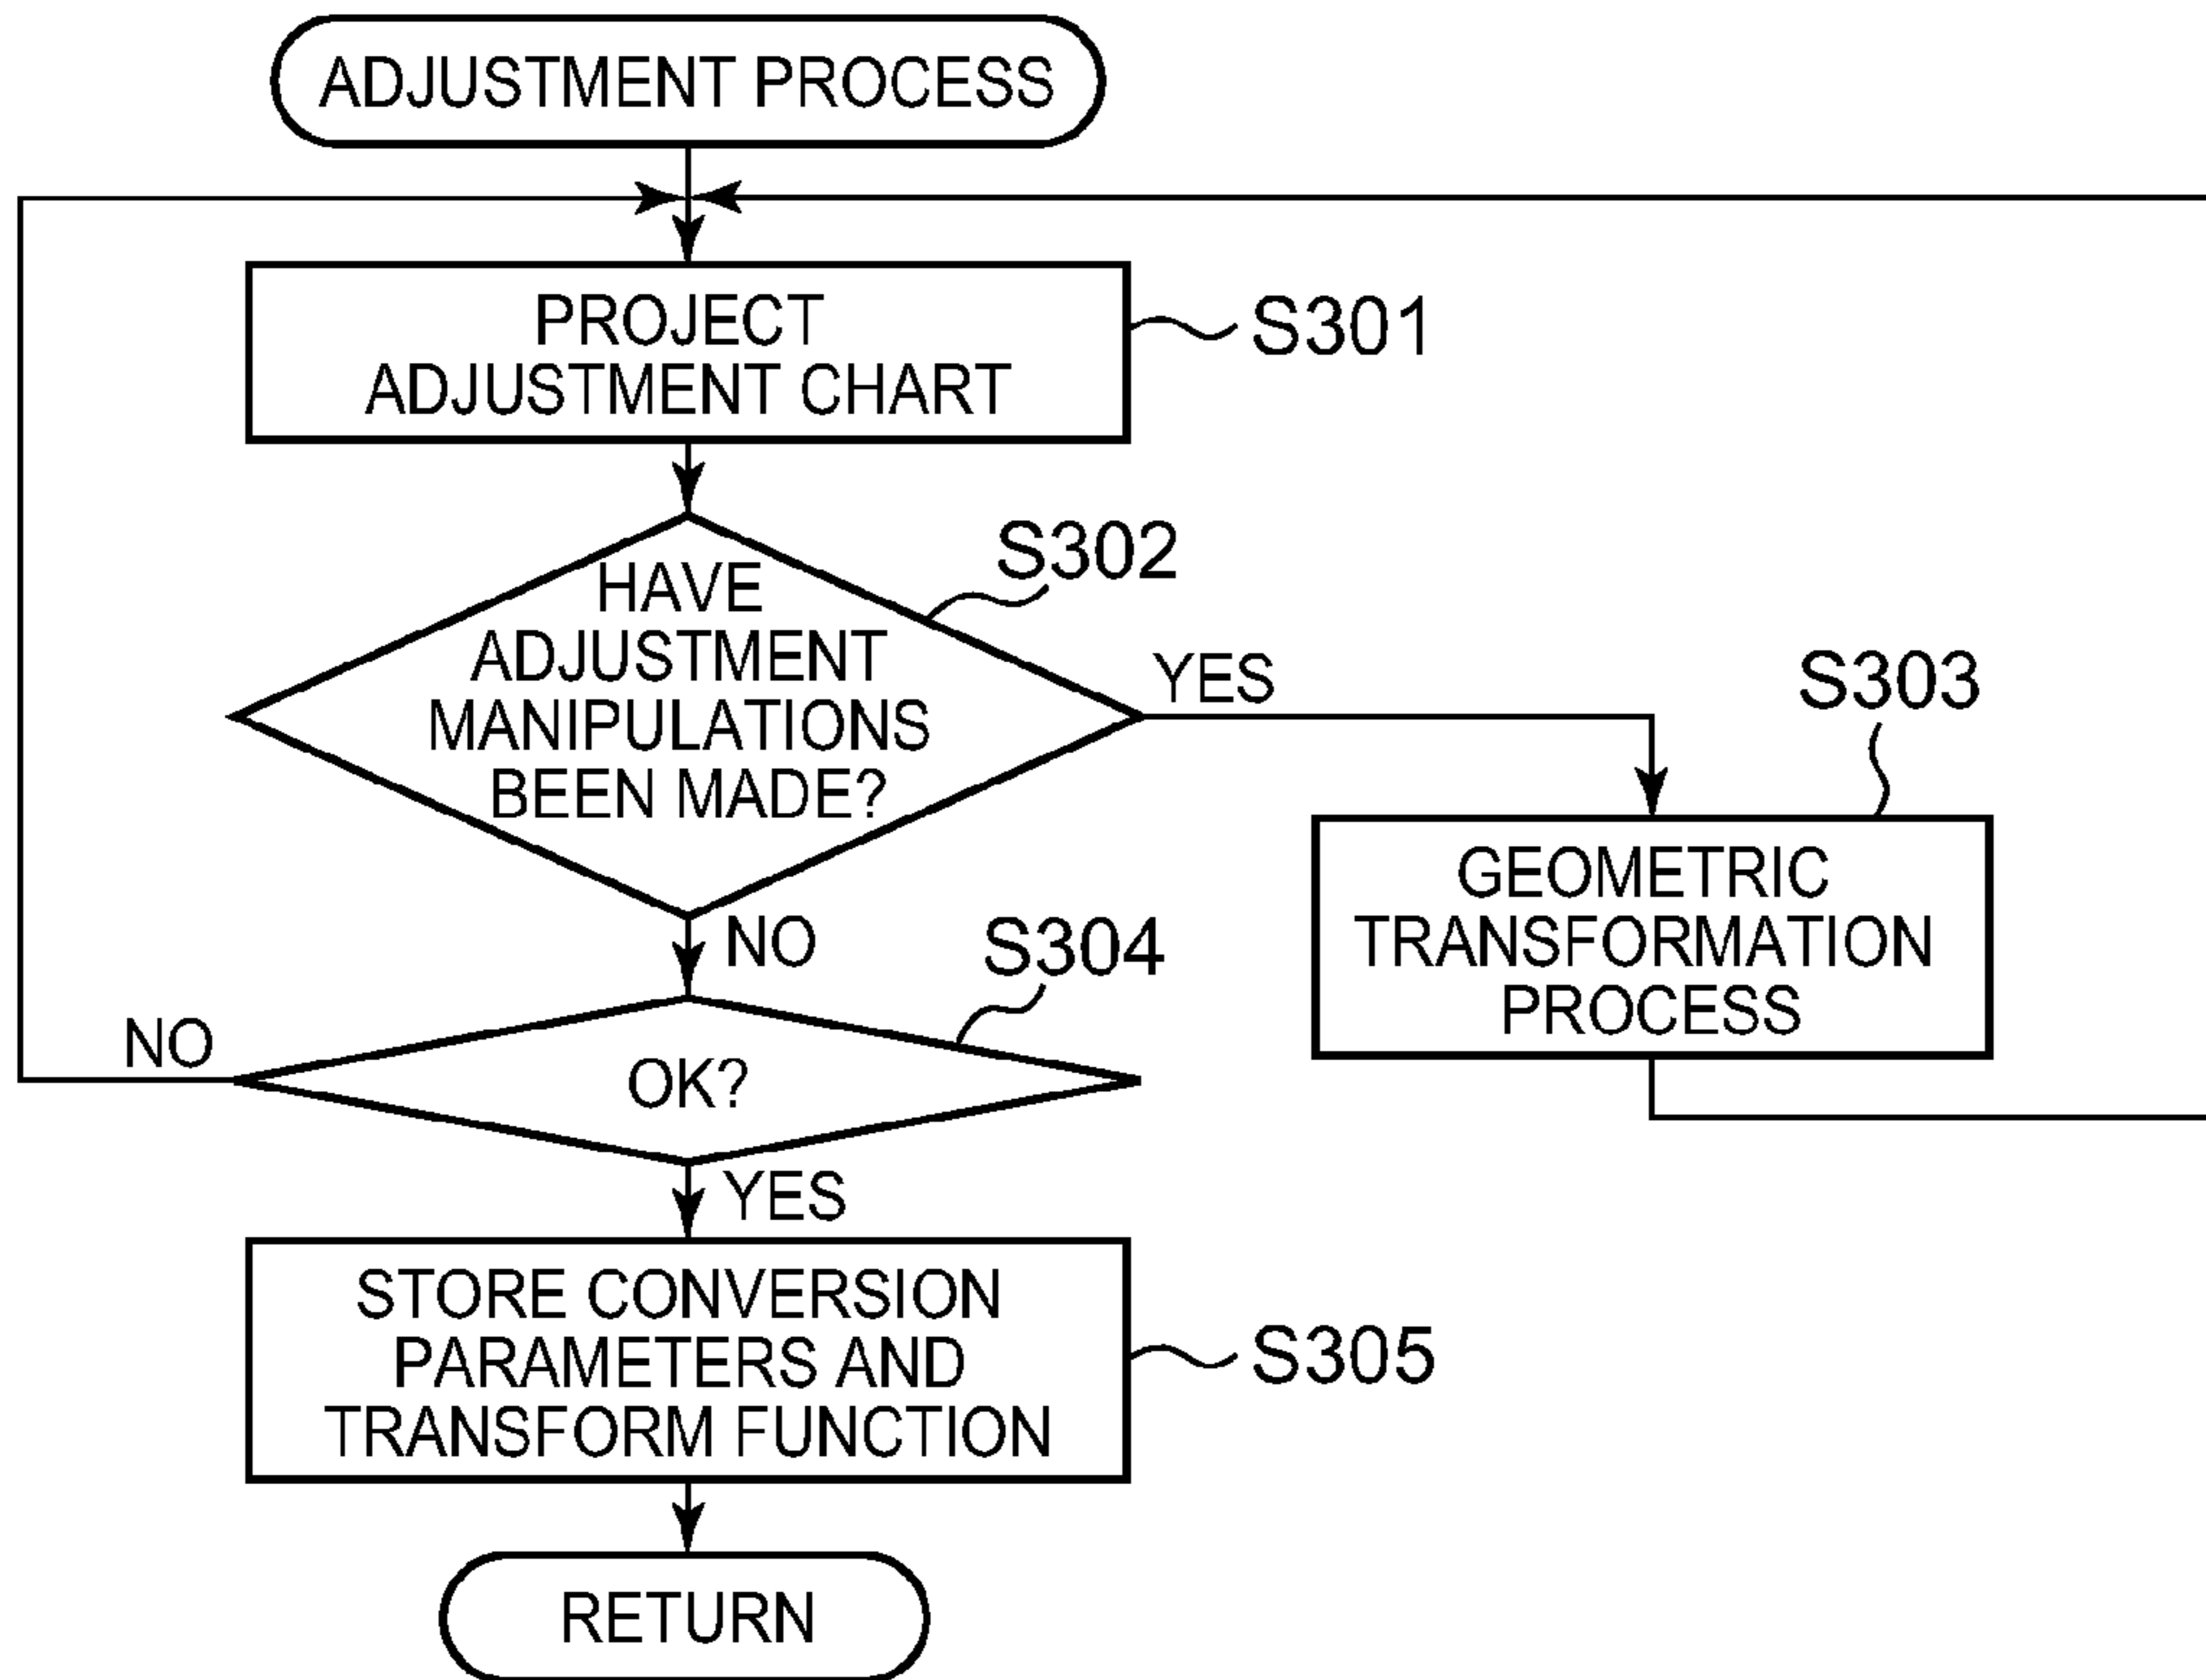 ADJUSTMENT PROCESS
PROJECT
ADJUSTMENT CHART
S301
S302
HAVE
ADJUSTMENT
MANIPULATIONS
BEEN MADE?
YES
S303
GEOMETRIC
TRANSFORMATION
PROCESS
NO
S304
NO
OK?
YES
STORE CONVERSION
PARAMETERS AND
TRANSFORM FUNCTION
S305
RETURN